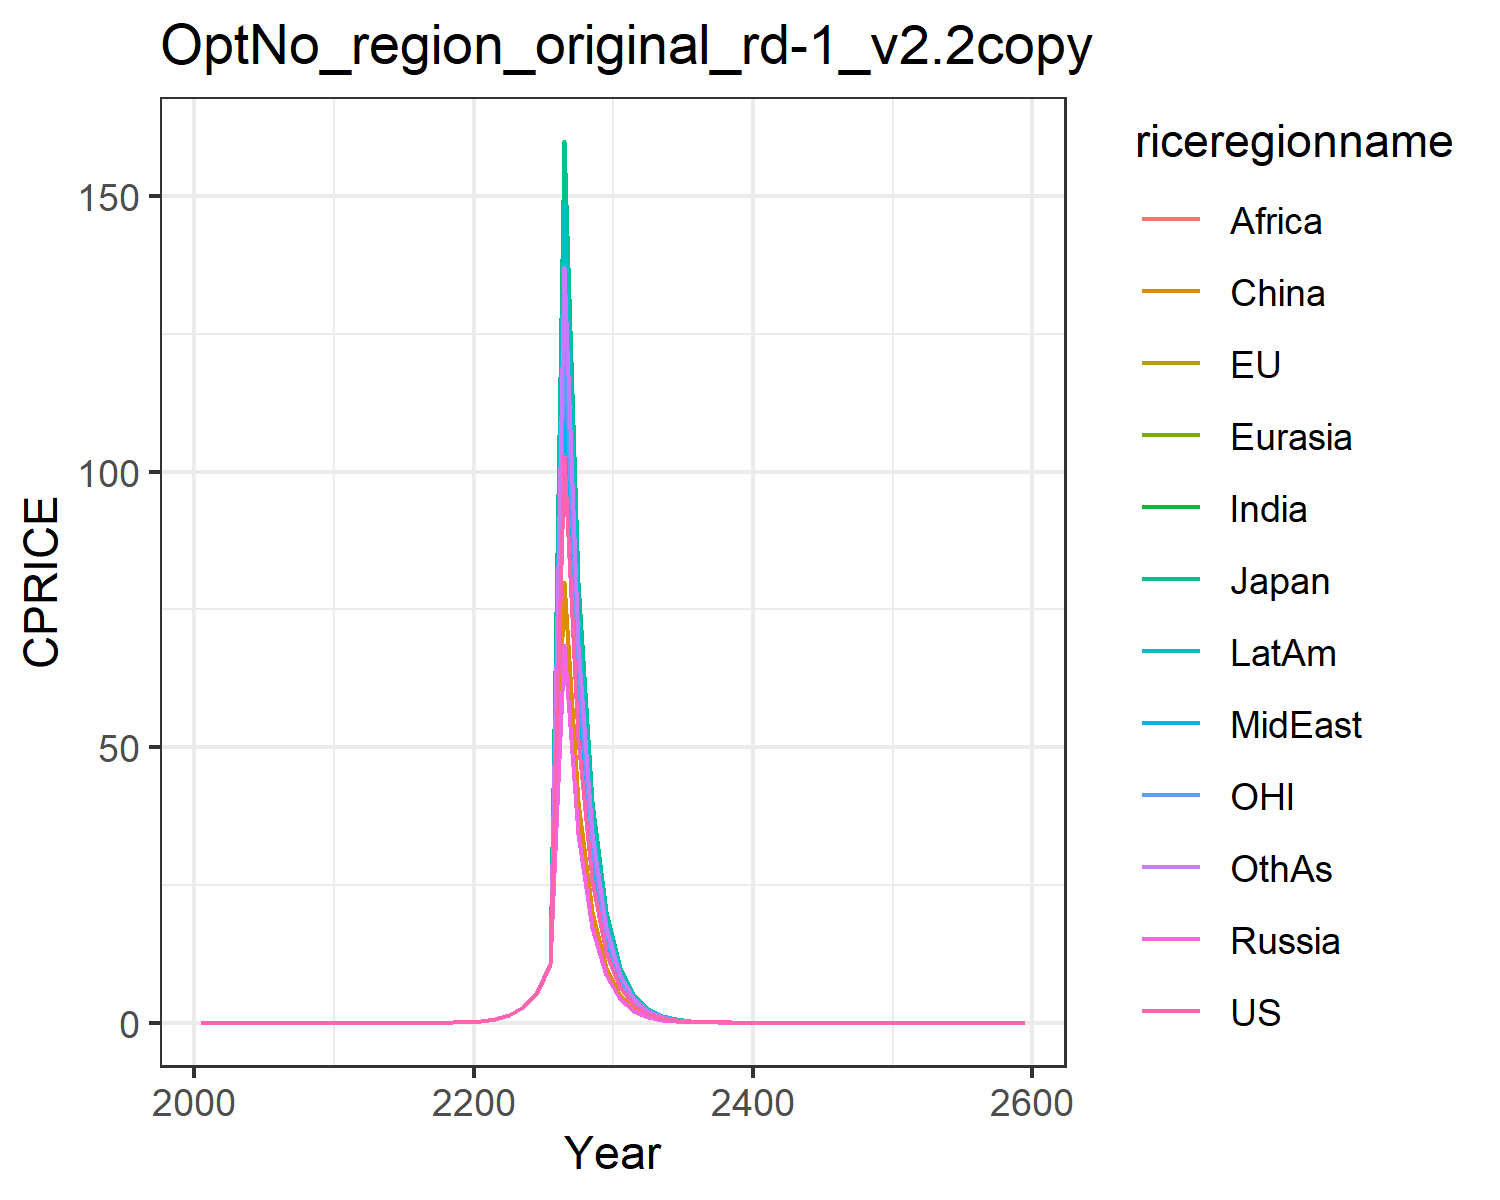 OptNo_region_original_rd-1_v2.2copy
riceregionname
Africa
China
EU
Eurasia
India
Japan
LatAm
MidEast
OHI
OthAs
Russia
US
CPRICE
150
100
50
0
2000 2200 2400 2600
Year